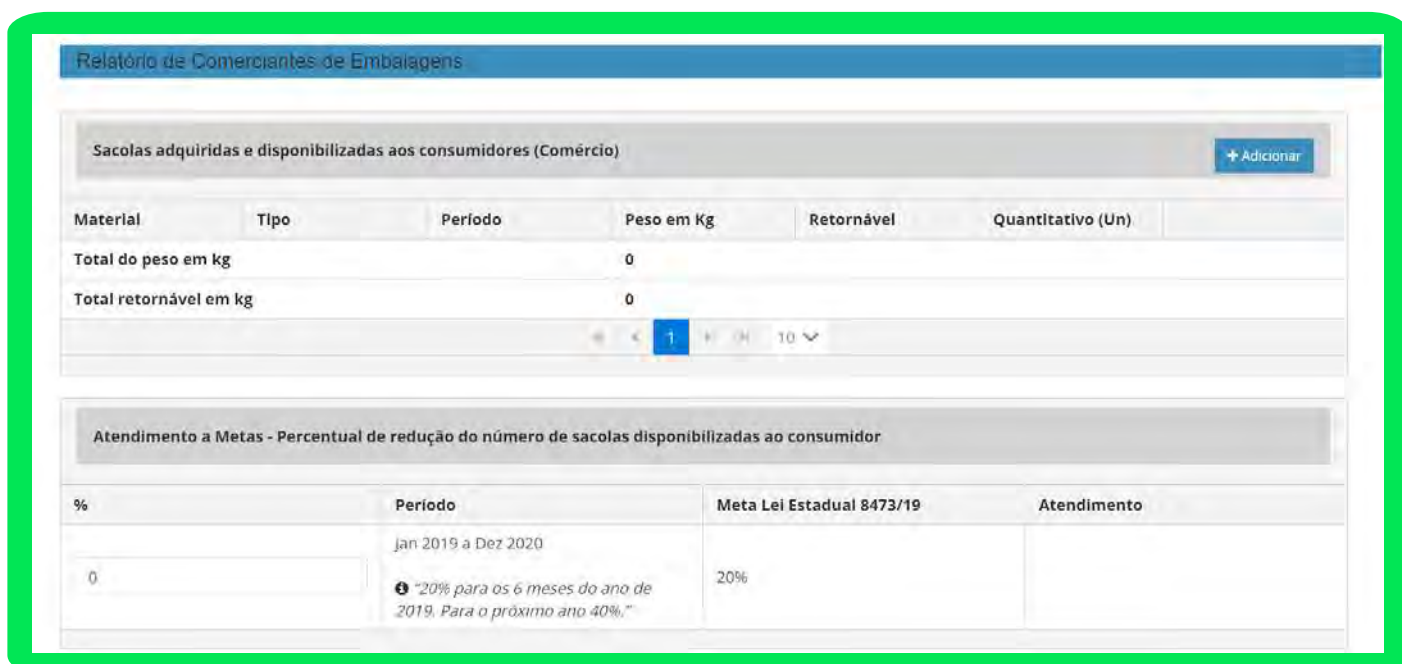 Relatório de Comerciantes de Embalagens
Sacolas adquiridas e disponibilizadas aos consumidores (Comércio)
+ Adicionar
Material Tipo Período Peso em Kg Retornável Quantitativo (Un)
Total do peso em kg 0
Total retornável em kg 0
1 10
Atendimento a Metas - Percentual de redução do número de sacolas disponibilizadas ao consumidor
% Período Meta Lei Estadual 8473/19 Atendimento
Jan 2019 a Dez 2020
0 "20% para os 6 meses do ano de 20%
2019. Para o próximo ano 40%."